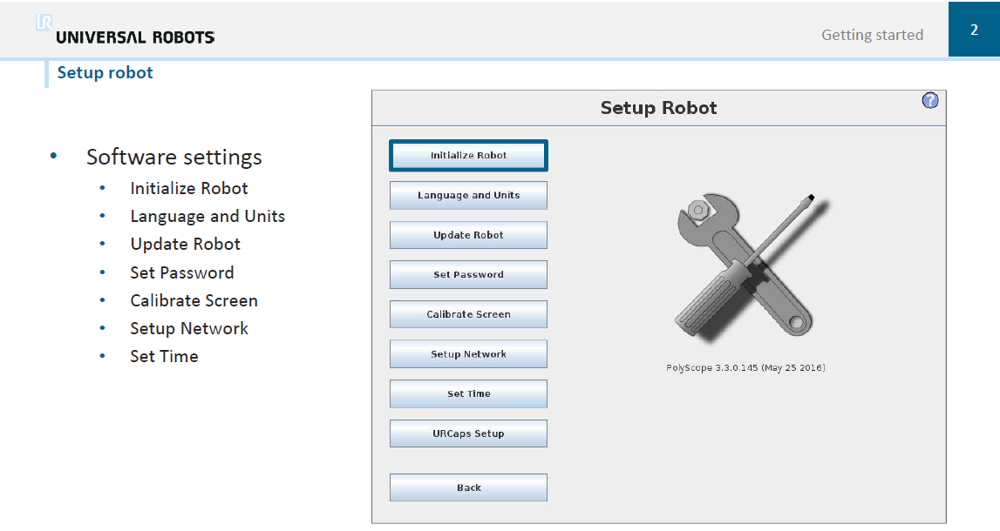 UR
UNIVERSAL ROBOTS
Getting started
2
Setup robot
• Software settings
• Initialize Robot
• Language and Units
• Update Robot
• Set Password
• Calibrate Screen
• Setup Network
• Set Time
Setup Robot
?
Initialize Robot
Language and Units
Update Robot
Set Password
Calibrate Screen
Setup Network
Set Time
URCaps Setup
Back
PolyScope 3.3.0.145 (May 25 2016)